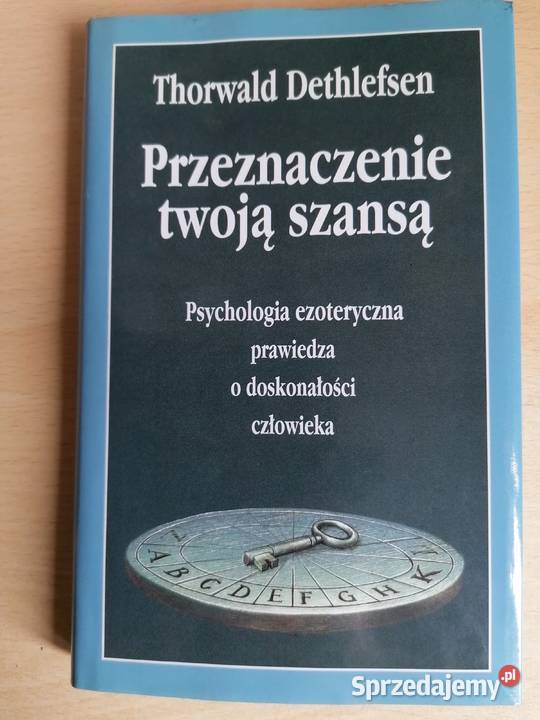 Thorwald Dethlefsen
Przeznaczenie
twoją szansą
Psychologia ezoteryczna
prawiedza
o doskonałości
człowieka
A B C D E F G H K
Sprzedajemy.pl